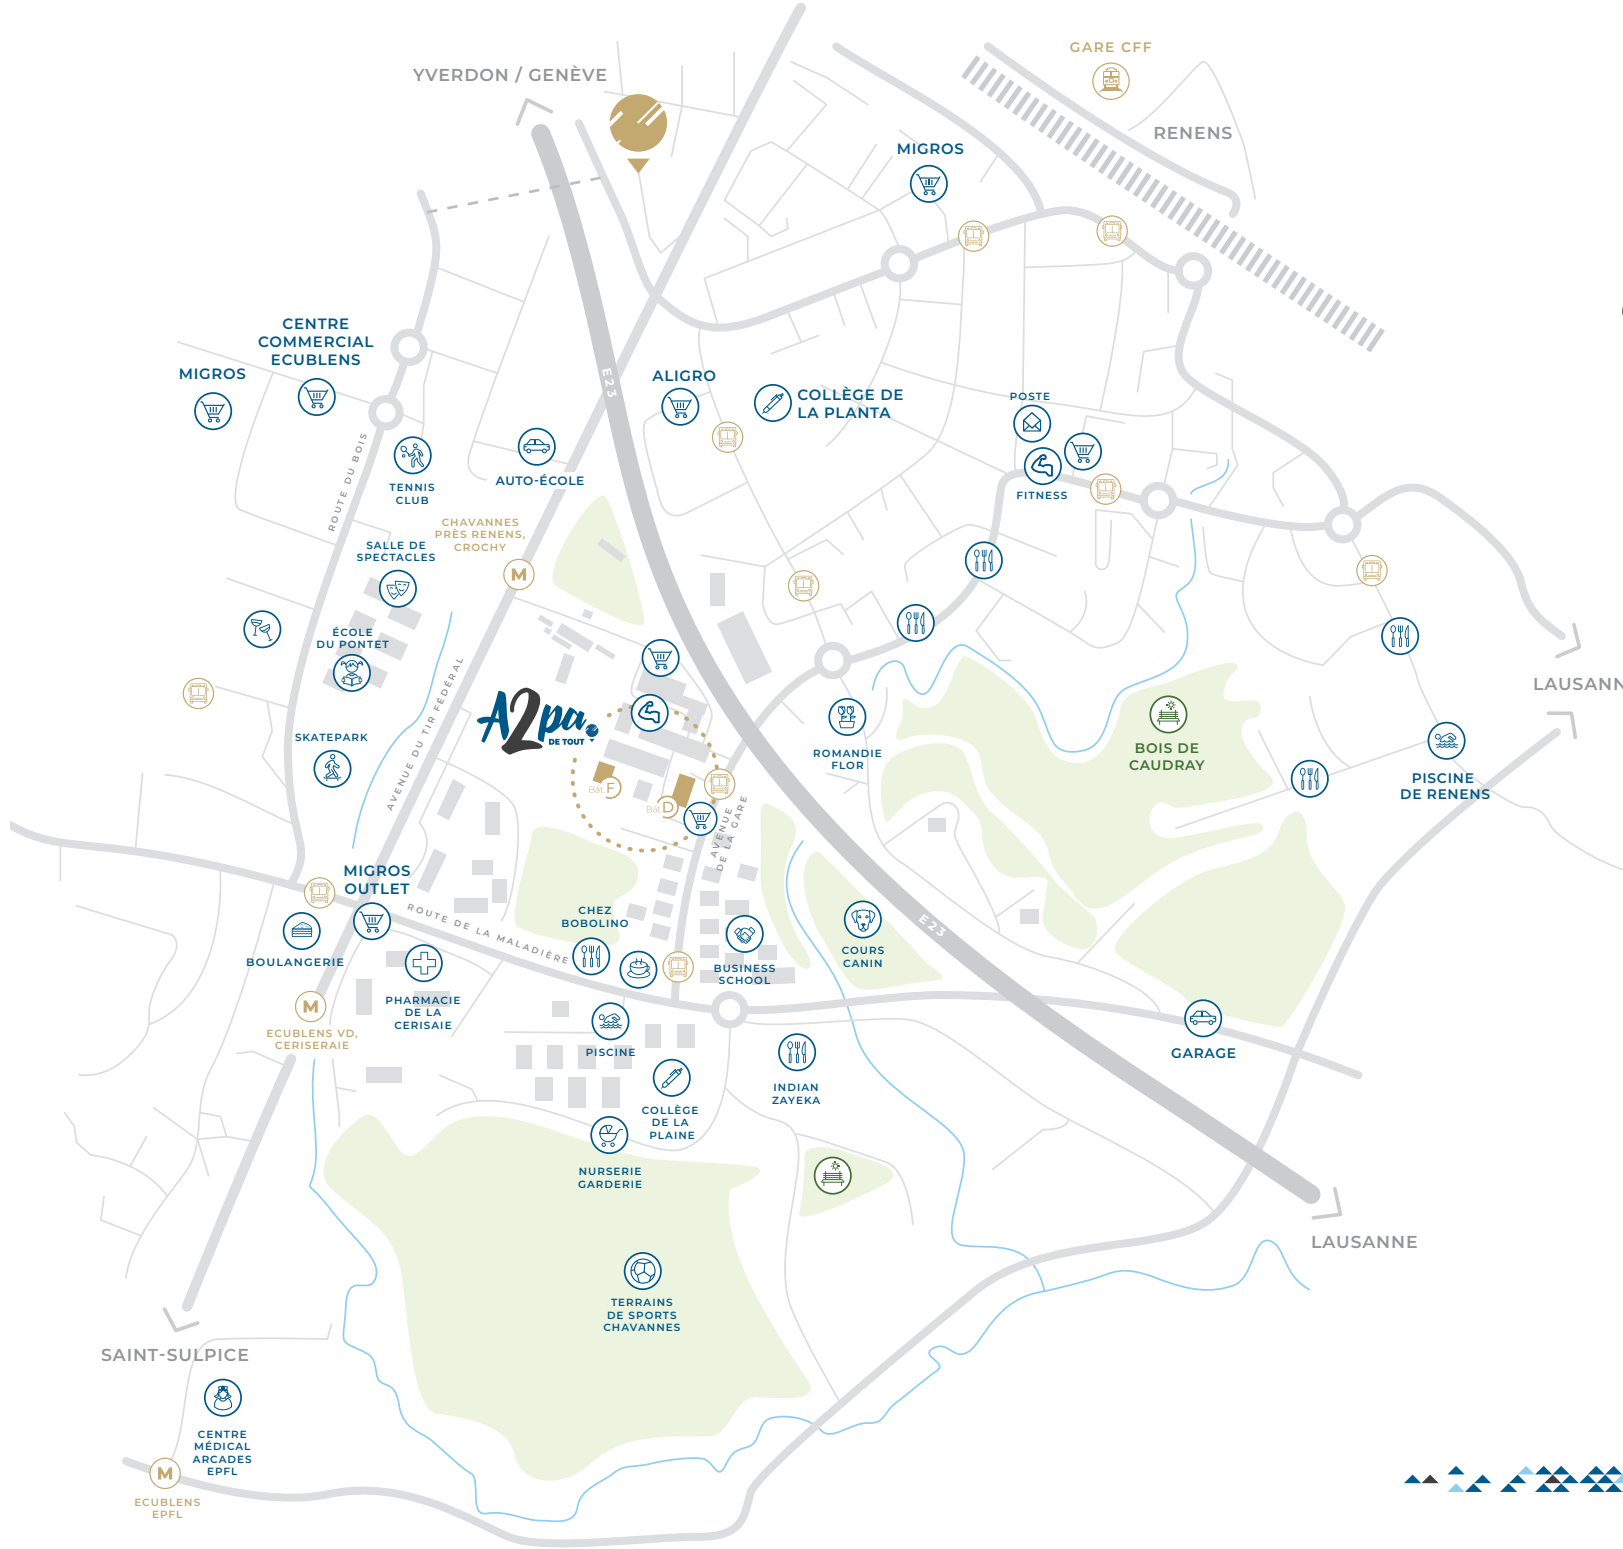 GARE CFF
YVERDON / GENÈVE
RENENS
MIGROS
CENTRE
COMMERCIAL
ECUBLENS
MIGROS
E23
ALIGRO
COLLÈGE DE
LA PLANTA
POSTE
FITNESS
ROUTE DU BOIS
TENNIS
CLUB
AUTO-ÉCOLE
CHAVANNES
PRÈS RENENS,
CROCHY
M
SALLE DE
SPECTACLES
ÉCOLE
DU PONTET
AVENUE DU TIR FÉDÉRAL
A2pa
DE TOUT
SKATEPARK
Bât. F
Bât. D
AVENUE
DE LA GARE
ROMANDIE
FLOR
BOIS DE
CAUDRAY
LAUSANN
PISCINE
DE RENENS
MIGROS
OUTLET
ROUTE DE LA MALADIÈRE
CHEZ
BOBOLINO
BOULANGERIE
PHARMACIE
DE LA
CERISAIE
BUSINESS
SCHOOL
COURS
CANIN
E23
M
ECUBLENS VD,
CERISERAIE
PISCINE
COLLÈGE
DE LA
PLAINE
INDIAN
ZAYEKA
GARAGE
NURSERIE
GARDERIE
LAUSANNE
TERRAINS
DE SPORTS
CHAVANNES
SAINT-SULPICE
CENTRE
MÉDICAL
ARCADES
EPFL
M
ECUBLENS
EPFL